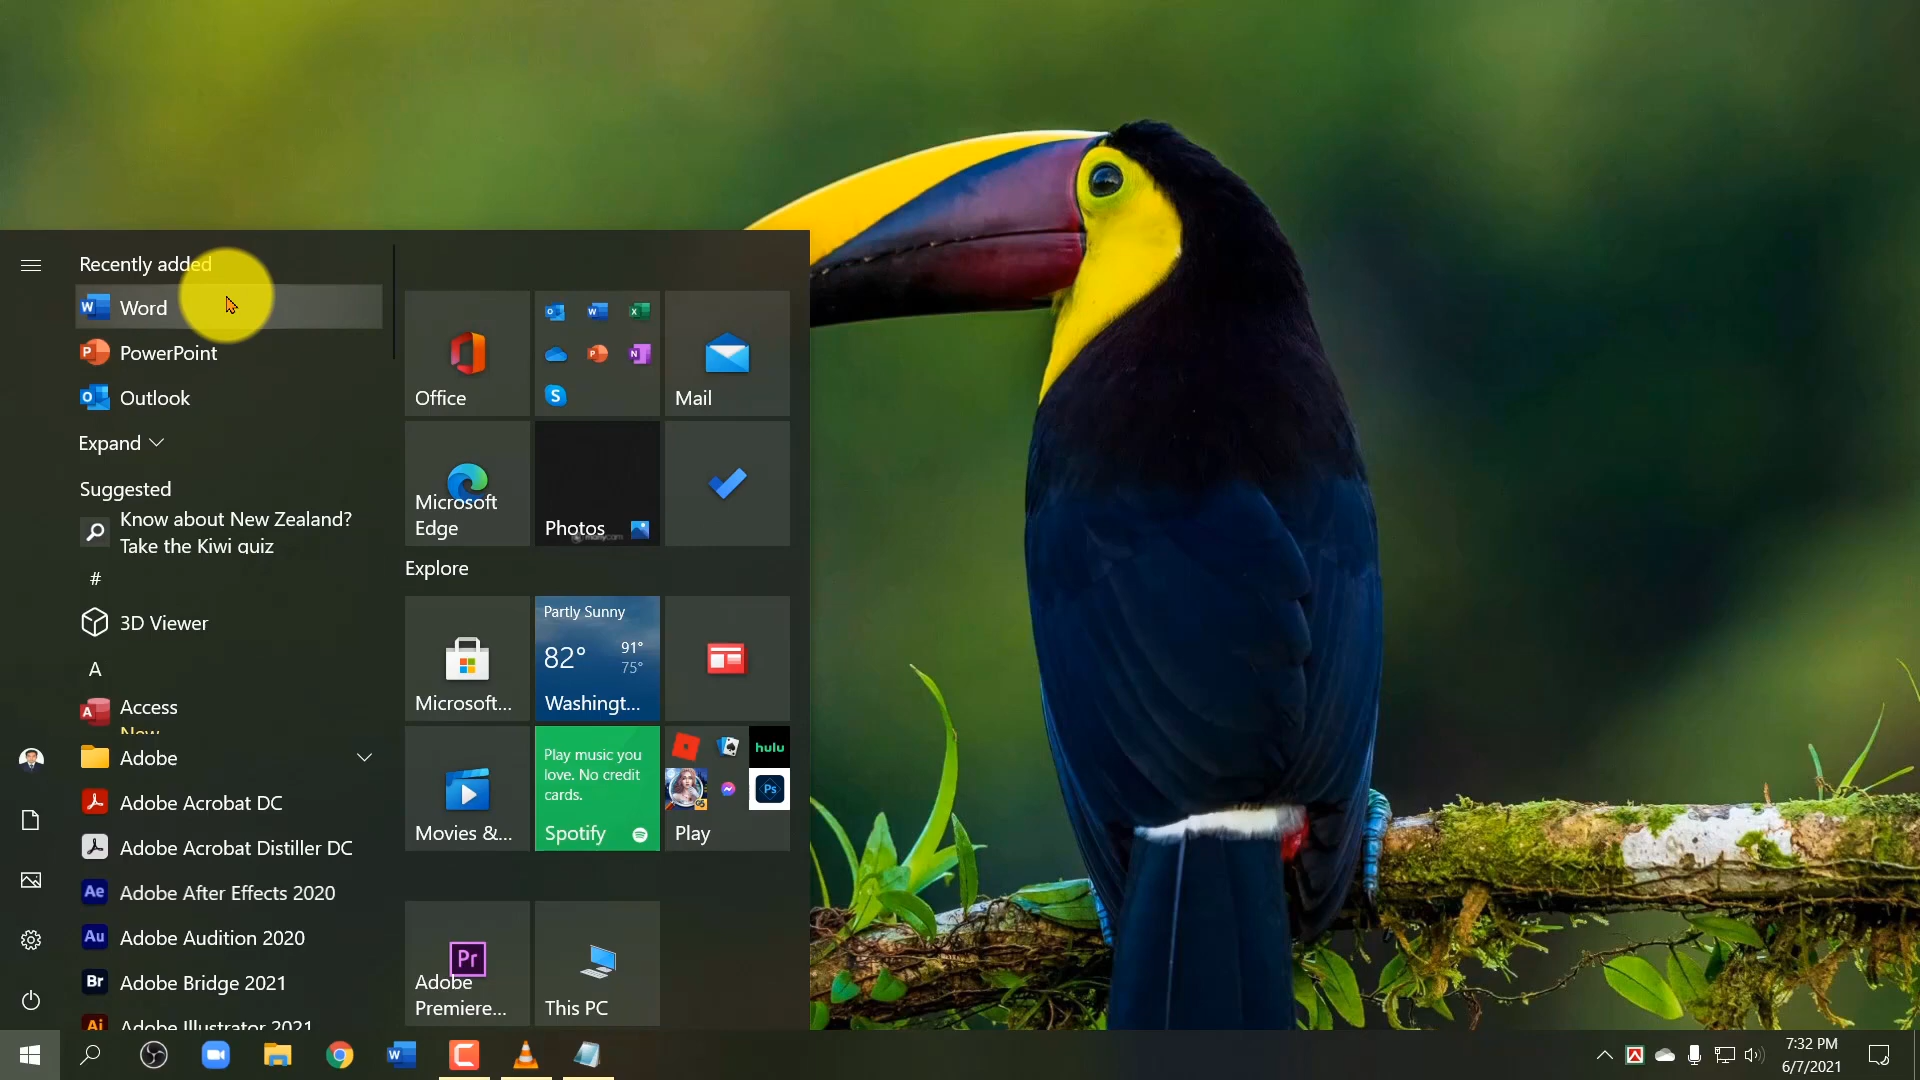 Recently added
Word
PowerPoint
Outlook
Expand
Suggested
Know about New Zealand?
Take the Kiwi quiz
#
3D Viewer
A
Access
New
Adobe
Adobe Acrobat DC
Adobe Acrobat Distiller DC
Adobe After Effects 2020
Adobe Audition 2020
Adobe Bridge 2021
Adobe Illustrator 2021
Office
Mail
Microsoft
Edge
Photos
Explore
Microsoft...
Partly Sunny
82° 91°
75°
Washingt...
Movies &...
Play music you
love. No credit
cards.
Spotify
hulu
Ps
Play
Pr
Adobe
Premiere...
This PC
7:32 PM
6/7/2021